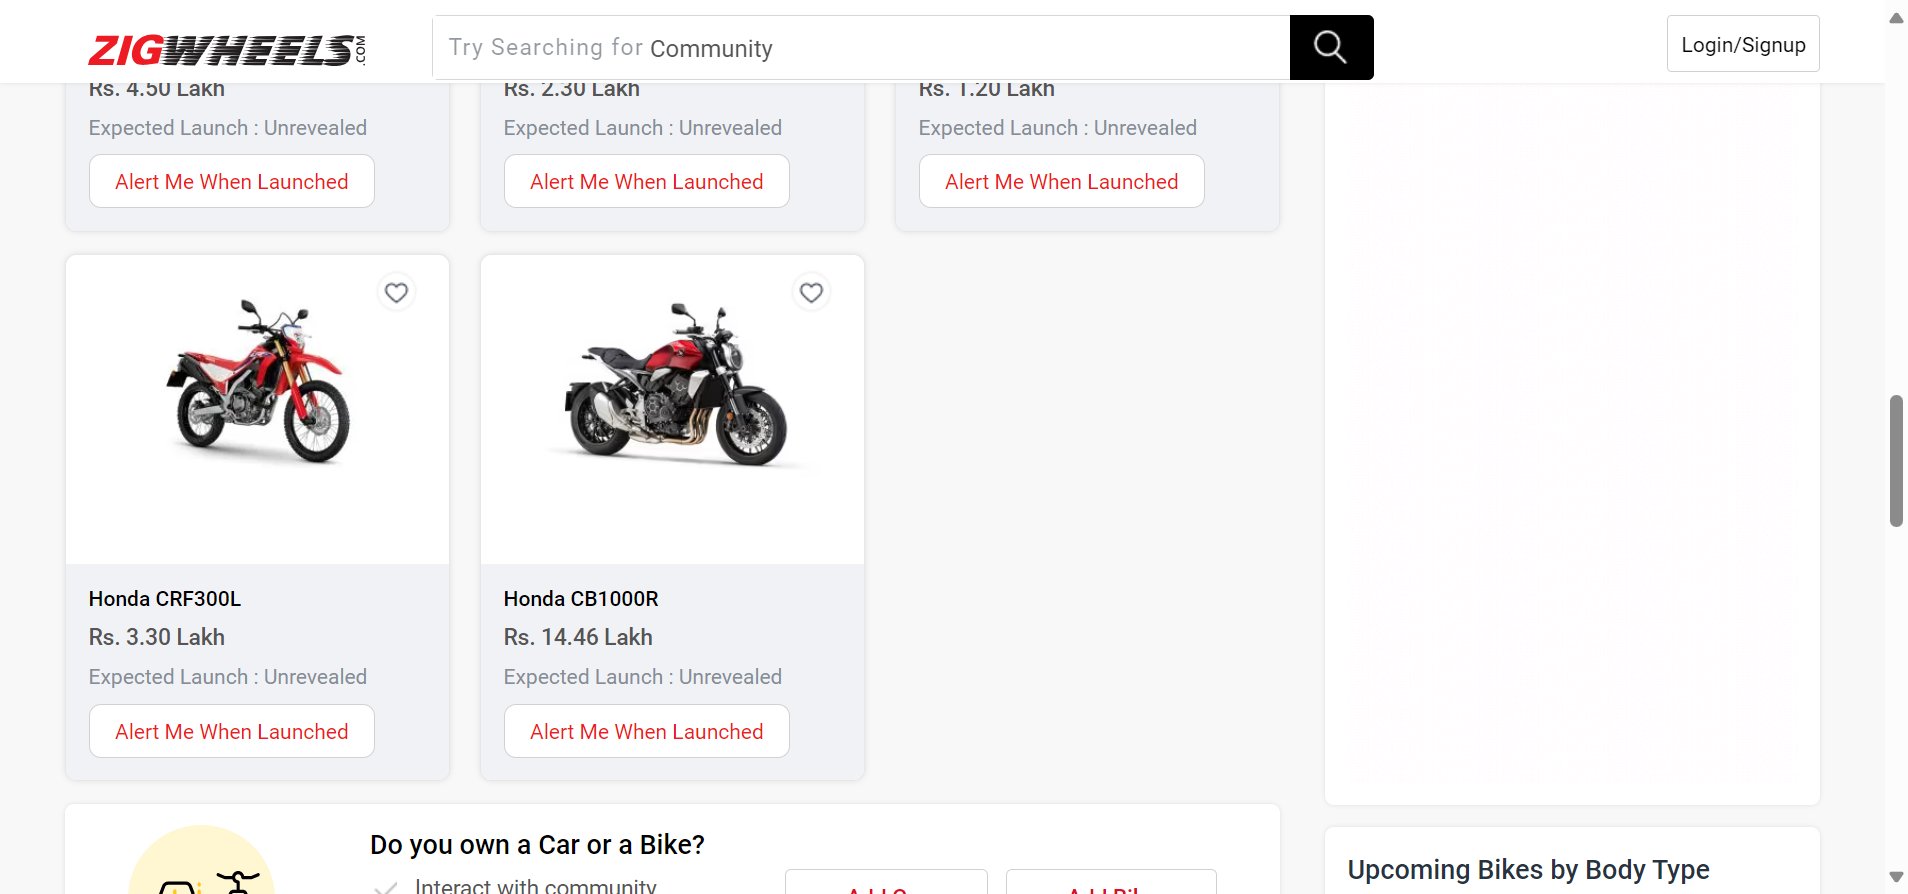 ZIGWHEELS.COM
Try Searching for Community
Login/Signup
Rs. 4.50 Lakh
Expected Launch : Unrevealed
Alert Me When Launched
Rs. 2.30 Lakh
Expected Launch : Unrevealed
Alert Me When Launched
Rs. 1.20 Lakh
Expected Launch : Unrevealed
Alert Me When Launched
Honda CRF300L
Rs. 3.30 Lakh
Expected Launch : Unrevealed
Alert Me When Launched
Honda CB1000R
Rs. 14.46 Lakh
Expected Launch : Unrevealed
Alert Me When Launched
Do you own a Car or a Bike?
Interact with community
Upcoming Bikes by Body Type